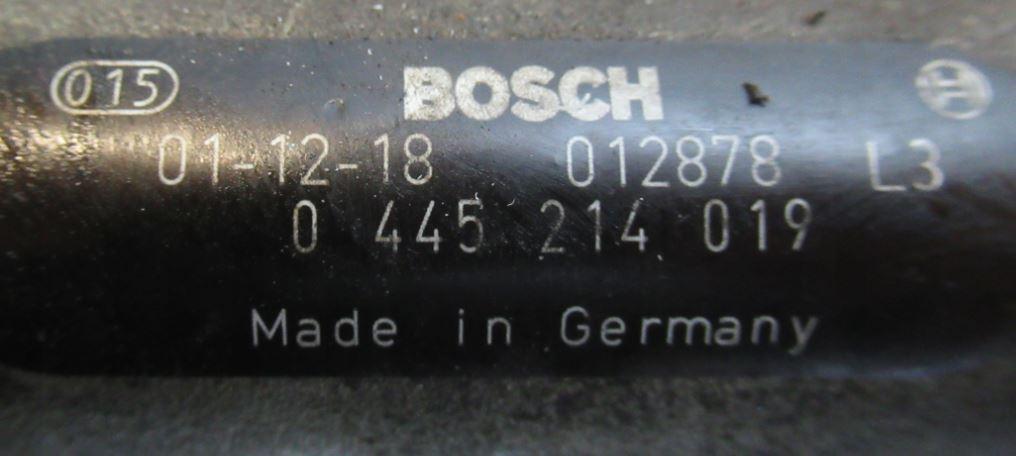 015 BOSCH
01-12-18 012878 L3
0 445 214 019
Made in Germany